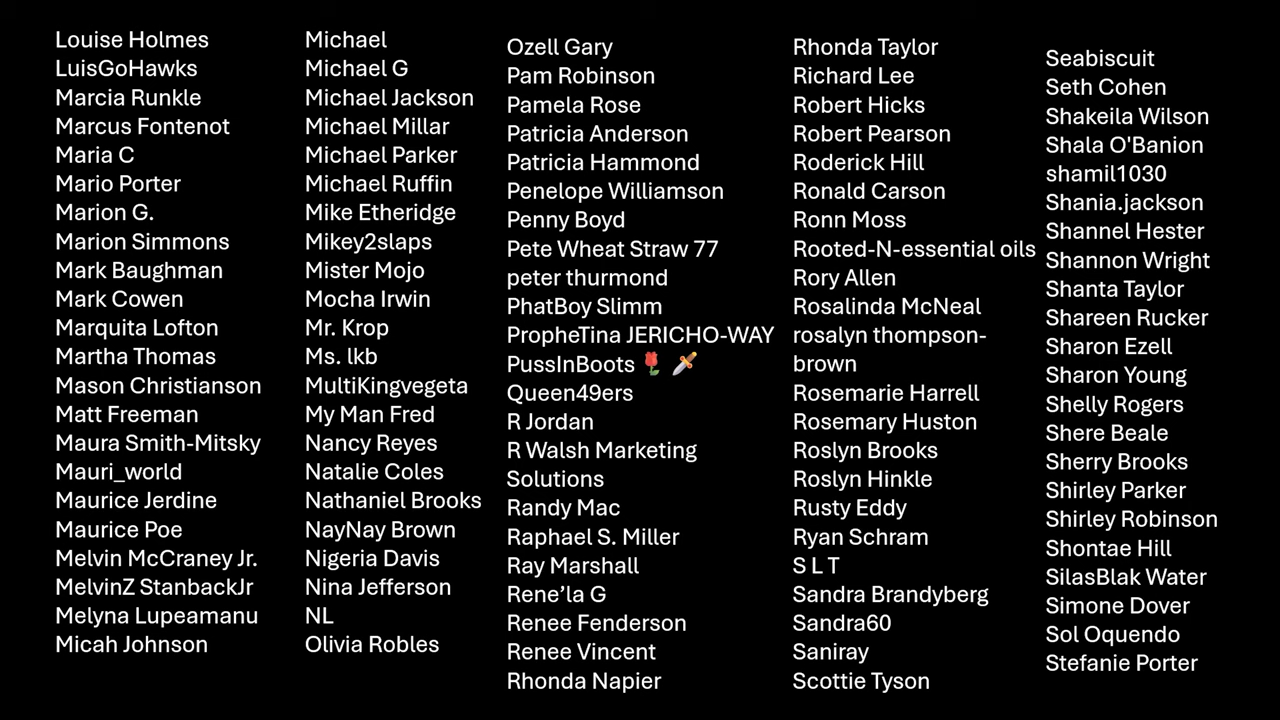 Louise Holmes
LuisGoHawks
Marcia Runkle
Marcus Fontenot
Maria C
Mario Porter
Marion G.
Marion Simmons
Mark Baughman
Mark Cowen
Marquita Lofton
Martha Thomas
Mason Christianson
Matt Freeman
Maura Smith-Mitsky
Mauri_world
Maurice Jerdine
Maurice Poe
Melvin McCraney Jr.
MelvinZ StanbackJr
Melyna Lupeamanu
Micah Johnson
Michael
Michael G
Michael Jackson
Michael Millar
Michael Parker
Michael Ruffin
Mike Etheridge
Mikey2slaps
Mister Mojo
Mocha Irwin
Mr. Krop
Ms. lkb
MultiKingvegeta
My Man Fred
Nancy Reyes
Natalie Coles
Nathaniel Brooks
NayNay Brown
Nigeria Davis
Nina Jefferson
NL
Olivia Robles
Ozell Gary
Pam Robinson
Pamela Rose
Patricia Anderson
Patricia Hammond
Penelope Williamson
Penny Boyd
Pete Wheat Straw 77
peter thurmond
PhatBoy Slimm
PropheTina JERICHO-WAY
PussInBoots 🌹 🗡️
Queen49ers
R Jordan
R Walsh Marketing
Solutions
Randy Mac
Raphael S. Miller
Ray Marshall
Rene’la G
Renee Fenderson
Renee Vincent
Rhonda Napier
Rhonda Taylor
Richard Lee
Robert Hicks
Robert Pearson
Roderick Hill
Ronald Carson
Ronn Moss
Rooted-N-essential oils
Rory Allen
Rosalinda McNeal
rosalyn thompson-
brown
Rosemarie Harrell
Rosemary Huston
Roslyn Brooks
Roslyn Hinkle
Rusty Eddy
Ryan Schram
S L T
Sandra Brandyberg
Sandra60
Saniray
Scottie Tyson
Seabiscuit
Seth Cohen
Shakeila Wilson
Shala O'Banion
shamil1030
Shania.jackson
Shannel Hester
Shannon Wright
Shanta Taylor
Shareen Rucker
Sharon Ezell
Sharon Young
Shelly Rogers
Shere Beale
Sherry Brooks
Shirley Parker
Shirley Robinson
Shontae Hill
SilasBlak Water
Simone Dover
Sol Oquendo
Stefanie Porter